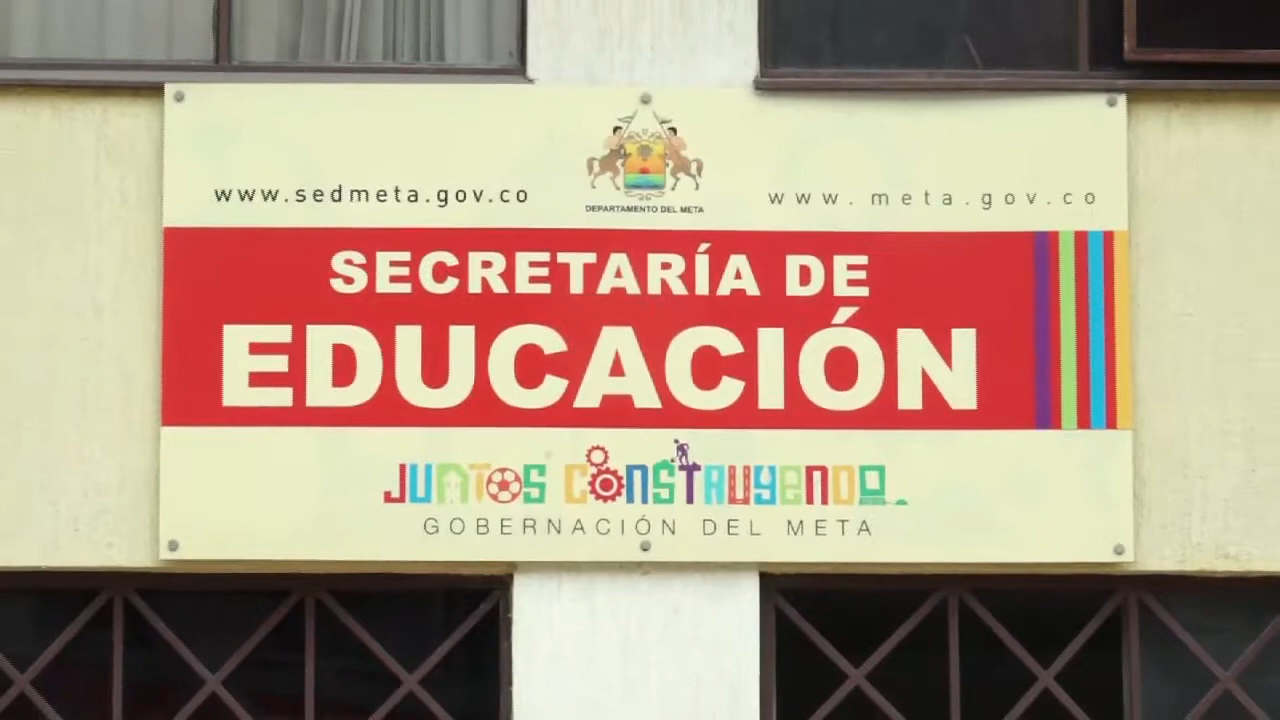 www.sedmeta.gov.co
DEPARTAMENTO DEL META
www.meta.gov.co
SECRETARÍA DE
EDUCACIÓN
JUNTOS CONSTRUYENDO
GOBERNACIÓN DEL META